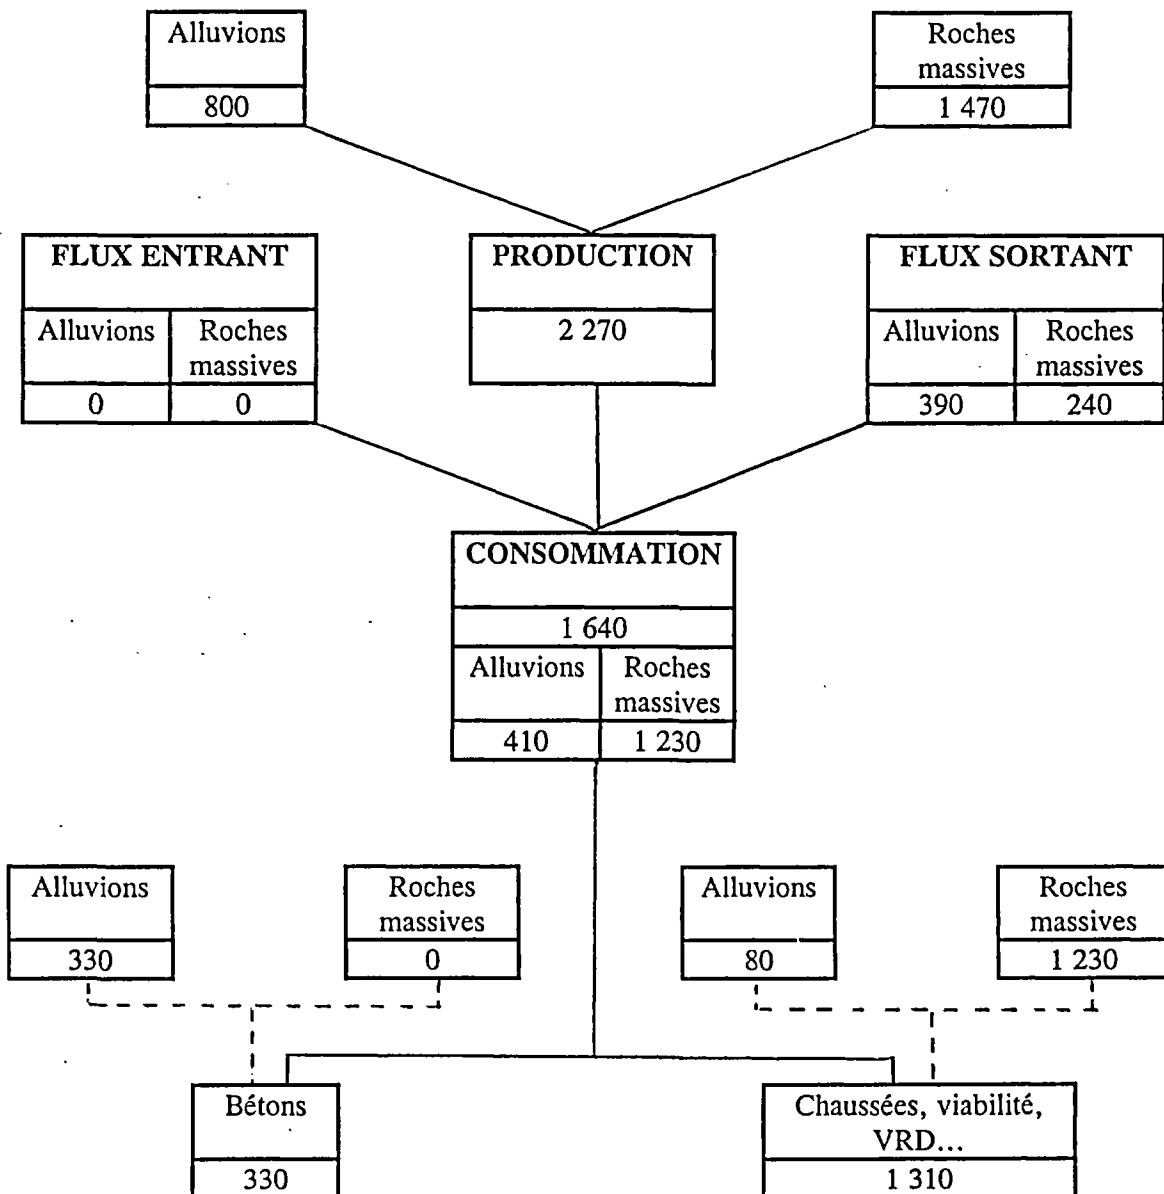 Alluvions
800
Roches
massives
1 470
FLUX ENTRANT
Alluvions
Roches
massives
0
0
PRODUCTION
2 270
FLUX SORTANT
Alluvions
Roches
massives
390
240
CONSOMMATION
1 640
Alluvions
Roches
massives
410
1 230
Alluvions
330
Roches
massives
0
Alluvions
80
Roches
massives
1 230
Bétons
330
Chaussées, viabilité,
VRD...
1 310